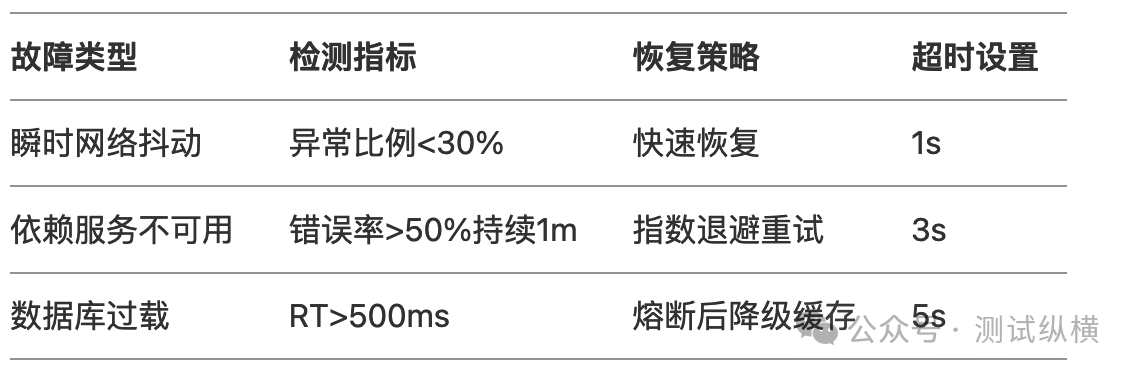 故障类型 检测指标 恢复策略 超时设置
瞬时网络抖动 异常比例<30% 快速恢复 1s
依赖服务不可用 错误率>50%持续1m 指数退避重试 3s
数据库过载 RT>500ms 熔断后降级缓存 5s
公众号 · 测试纵横